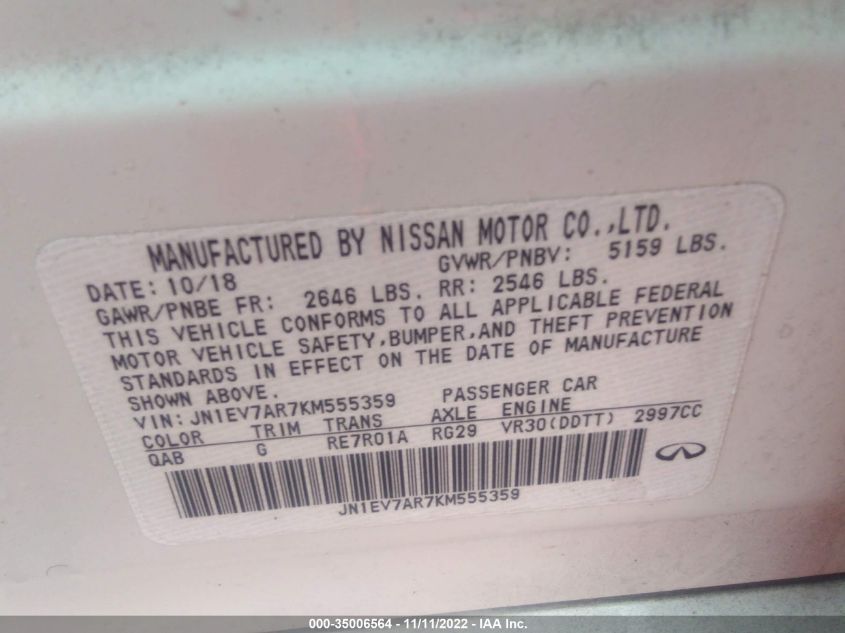 MANUFACTURED BY NISSAN MOTOR CO.,LTD.
DATE: 10/18 GVWR/PNBV: 5159 LBS.
GAWR/PNBE FR: 2646 LBS. RR: 2546 LBS.
THIS VEHICLE CONFORMS TO ALL APPLICABLE FEDERAL
MOTOR VEHICLE SAFETY,BUMPER,AND THEFT PREVENTION
STANDARDS IN EFFECT ON THE DATE OF MANUFACTURE
SHOWN ABOVE.
VIN: JN1EV7AR7KM555359 PASSENGER CAR
COLOR TRIM TRANS AXLE ENGINE
QAB G RE7R01A RG29 VR30(DDTT) 2997CC
JN1EV7AR7KM555359
000-35006564 - 11/11/2022 - IAA Inc.